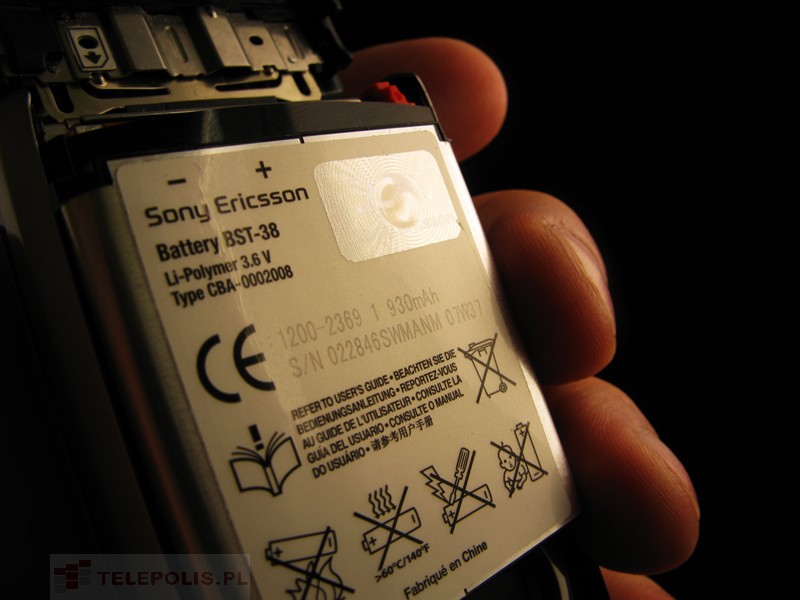 − +
Sony Ericsson
Battery BST-38
Li-Polymer 3.6 V
Type CBA-0002008
1200-2369 1 930mAh
S/N 022846SWMANM 07W37
CE
REFER TO USER'S GUIDE • BEACHTEN SIE DIE
BEDIENUNGSANLEITUNG • REPORTEZ-VOUS
AU GUIDE DE L'UTILISATEUR • CONSULTE LA
GUÍA DEL USUARIO • CONSULTE O MANUAL
DO USUÁRIO • 请参考用户手册
>60°C/140°F
Fabriqué en Chine
TELEPOLIS.PL